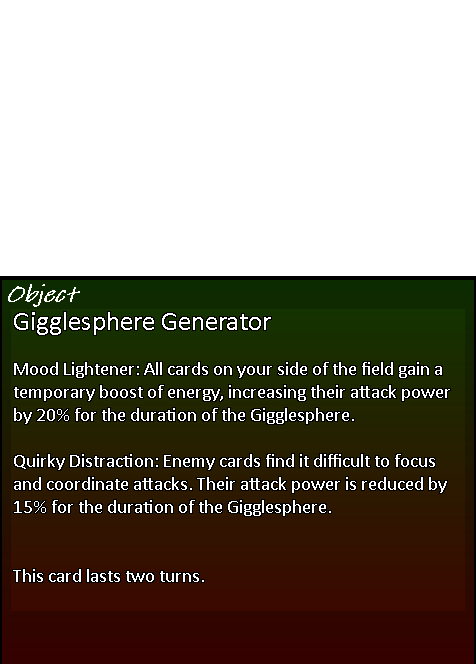 Object
Gigglesphere Generator
Mood Lightener: All cards on your side of the field gain a
temporary boost of energy, increasing their attack power
by 20% for the duration of the Gigglesphere.
Quirky Distraction: Enemy cards find it difficult to focus
and coordinate attacks. Their attack power is reduced by
15% for the duration of the Gigglesphere.
This card lasts two turns.